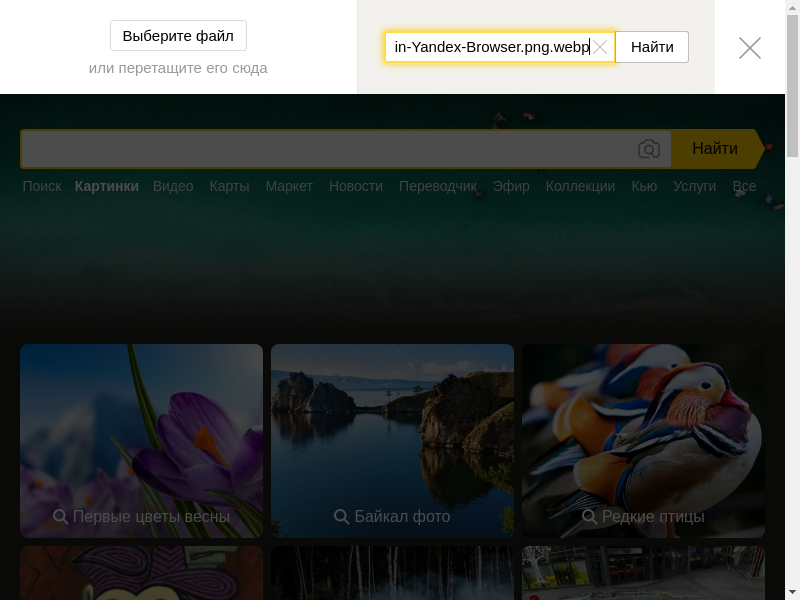 Выберите файл
или перетащите его сюда
in-Yandex-Browser.png.webp
Найти
Найти
Поиск Картинки Видео Карты Маркет Новости Переводчик Эфир Коллекции Кью Услуги Все
Первые цветы весны
Байкал фото
Редкие птицы